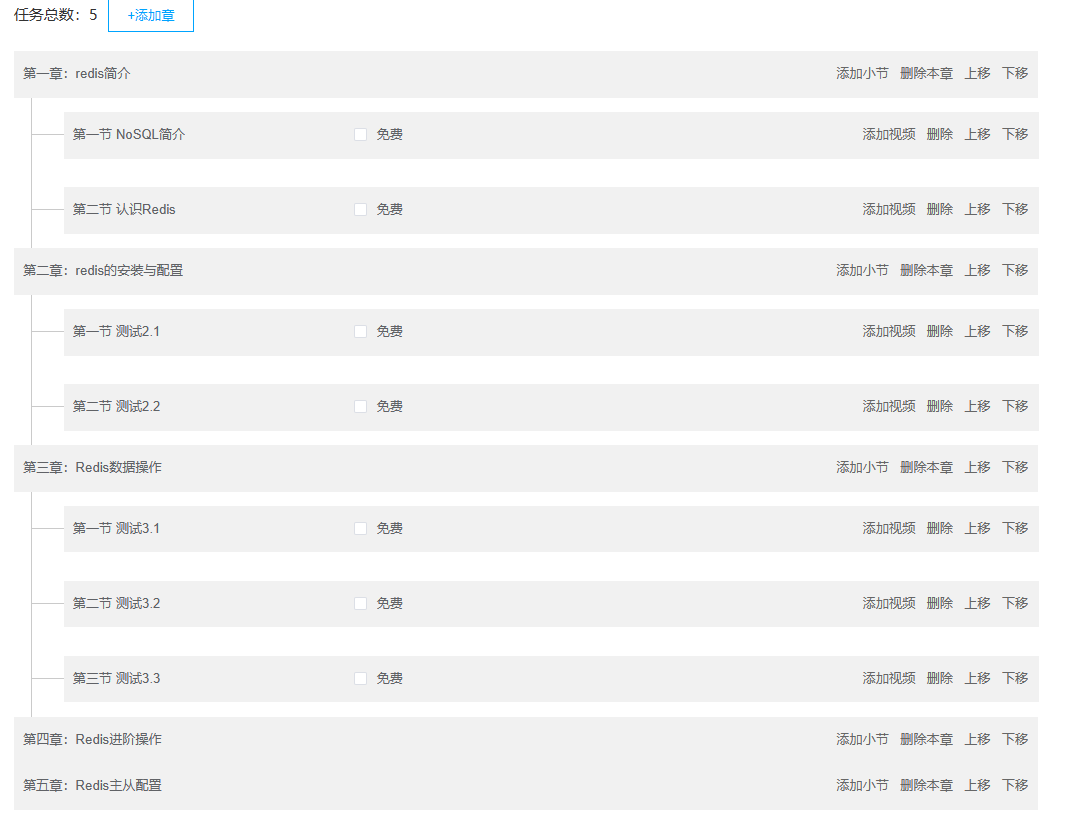 任务总数：5 +添加章
第一章：redis简介 添加小节 删除本章 上移 下移
第一节 NoSQL简介 免费 添加视频 删除 上移 下移
第二节 认识Redis 免费 添加视频 删除 上移 下移
第二章：redis的安装与配置 添加小节 删除本章 上移 下移
第一节 测试2.1 免费 添加视频 删除 上移 下移
第二节 测试2.2 免费 添加视频 删除 上移 下移
第三章：Redis数据操作 添加小节 删除本章 上移 下移
第一节 测试3.1 免费 添加视频 删除 上移 下移
第二节 测试3.2 免费 添加视频 删除 上移 下移
第三节 测试3.3 免费 添加视频 删除 上移 下移
第四章：Redis进阶操作 添加小节 删除本章 上移 下移
第五章：Redis主从配置 添加小节 删除本章 上移 下移